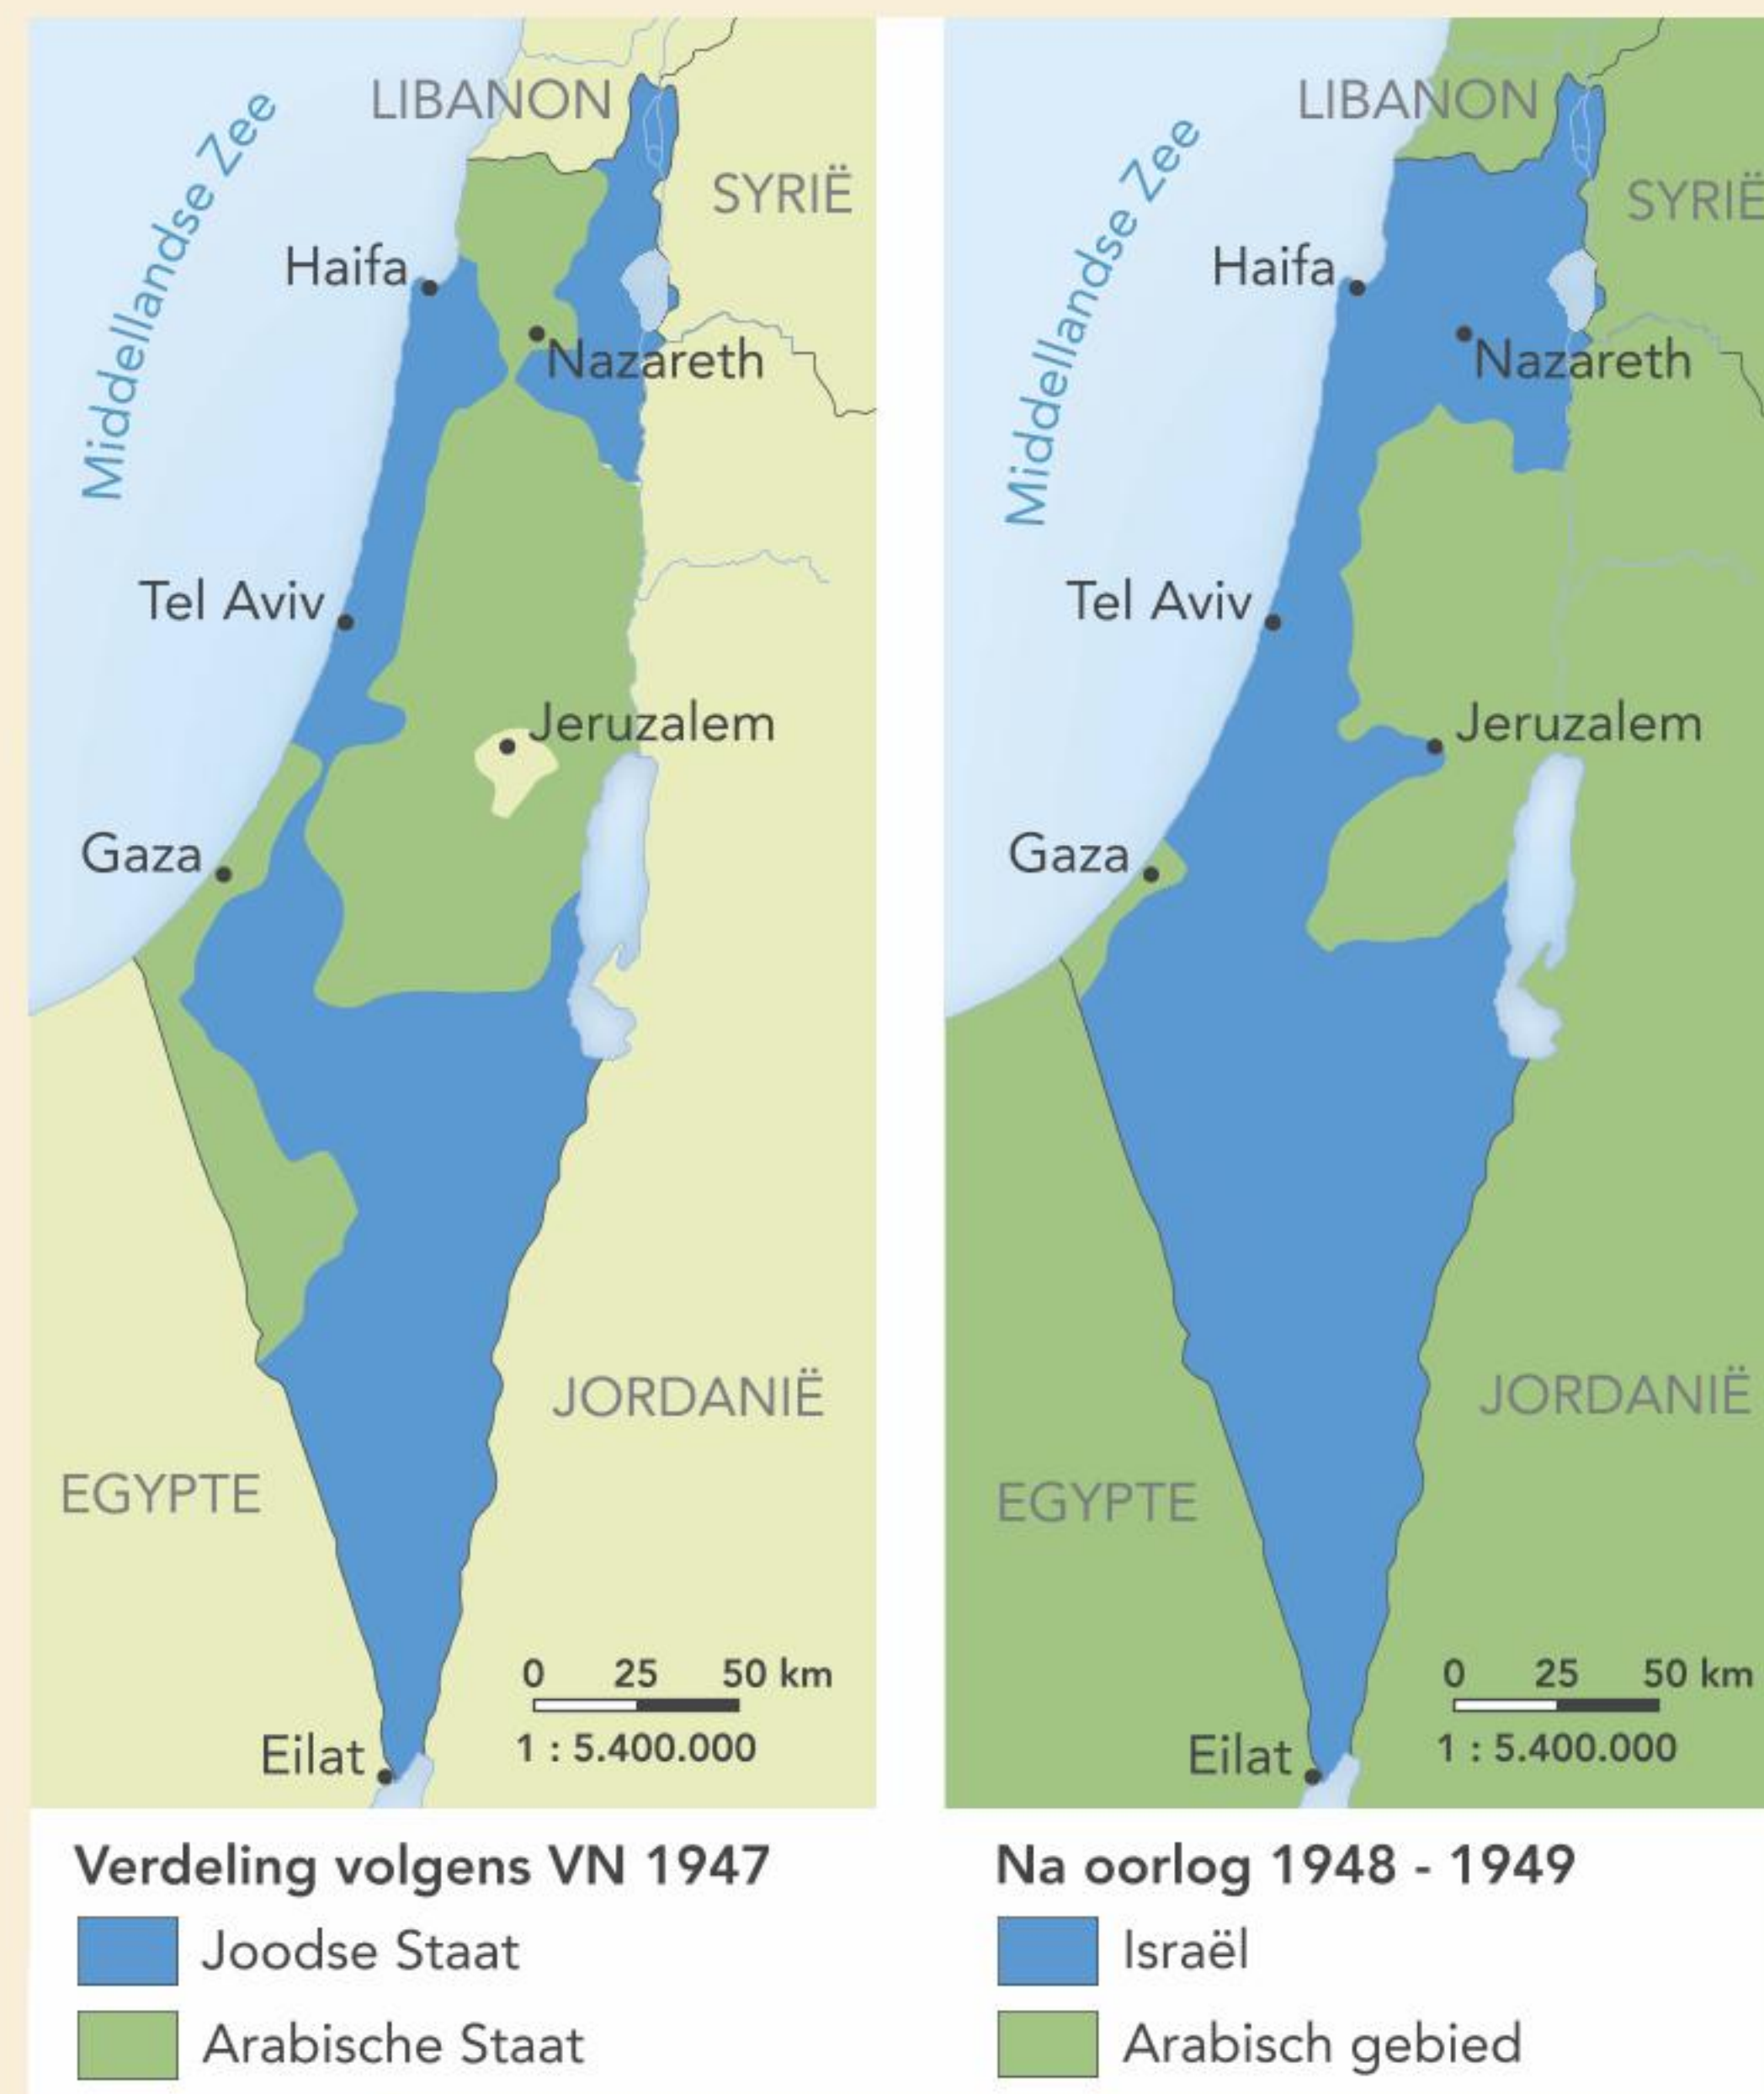 LIBANON
SYRIË
Middellandse Zee
Haifa
Nazareth
Tel Aviv
Jeruzalem
Gaza
JORDANIË
EGYPTE
0 25 50 km
1 : 5.400.000
Eilat
Verdeling volgens VN 1947
Joodse Staat
Arabische Staat
LIBANON
SYRIË
Middellandse Zee
Haifa
Nazareth
Tel Aviv
Jeruzalem
Gaza
JORDANIË
EGYPTE
0 25 50 km
1 : 5.400.000
Eilat
Na oorlog 1948 - 1949
Israël
Arabisch gebied